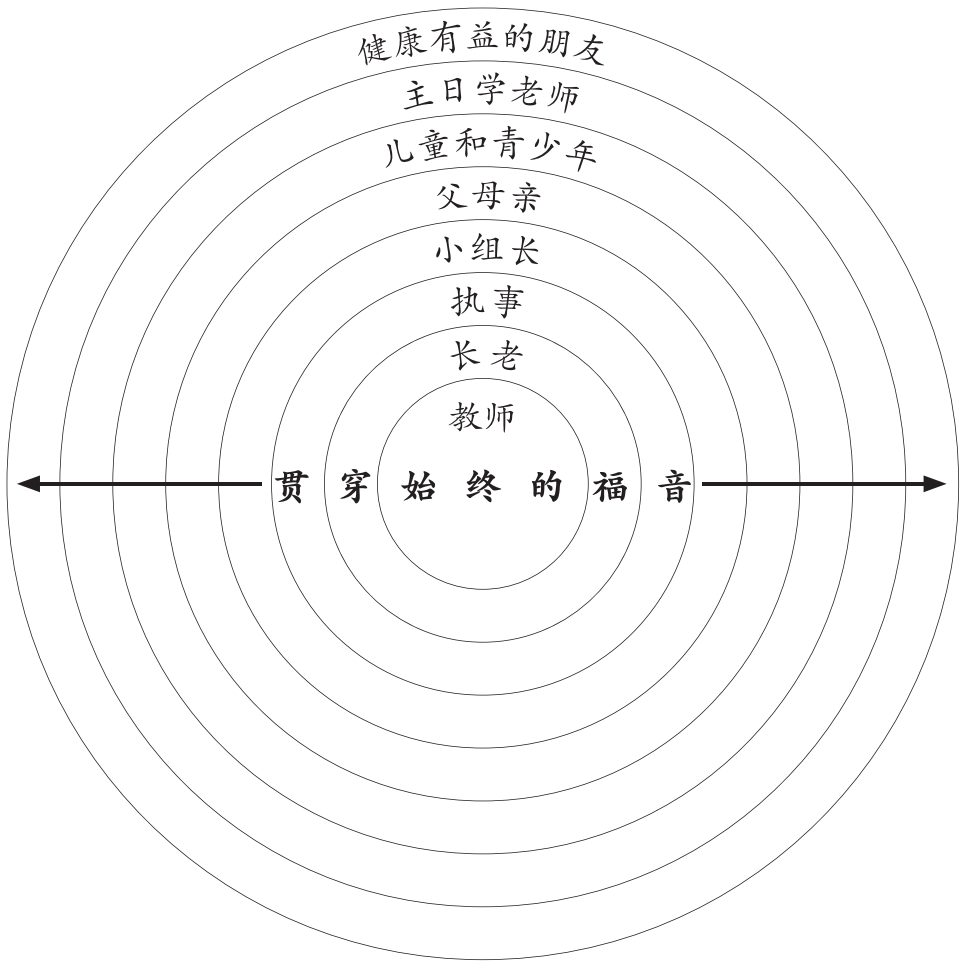 健康有益的朋友
主日学老师
儿童和青少年
父母亲
小组长
执事
长老
教师
贯穿始终的福音